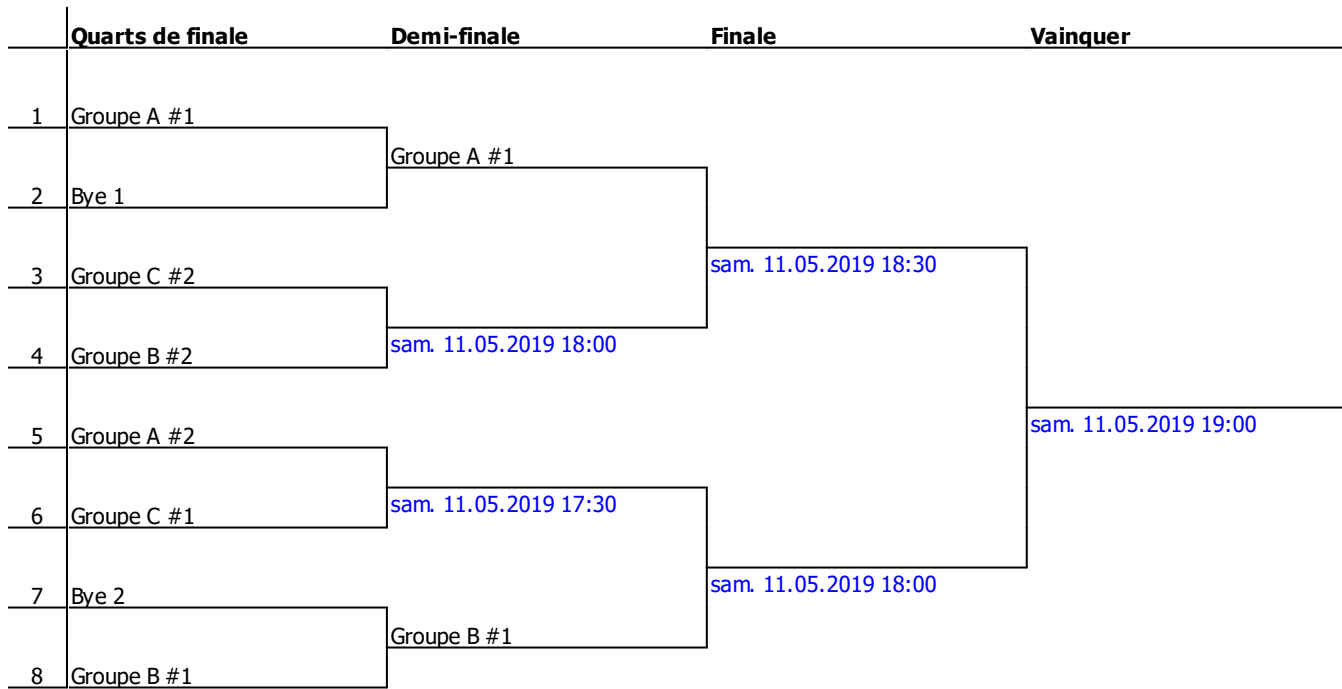 Quarts de finale Demi-finale Finale Vainquer
1 Groupe A #1
Groupe A #1
2 Bye 1
sam. 11.05.2019 18:30
3 Groupe C #2
sam. 11.05.2019 18:00
4 Groupe B #2
sam. 11.05.2019 19:00
5 Groupe A #2
sam. 11.05.2019 17:30
6 Groupe C #1
sam. 11.05.2019 18:00
7 Bye 2
Groupe B #1
8 Groupe B #1